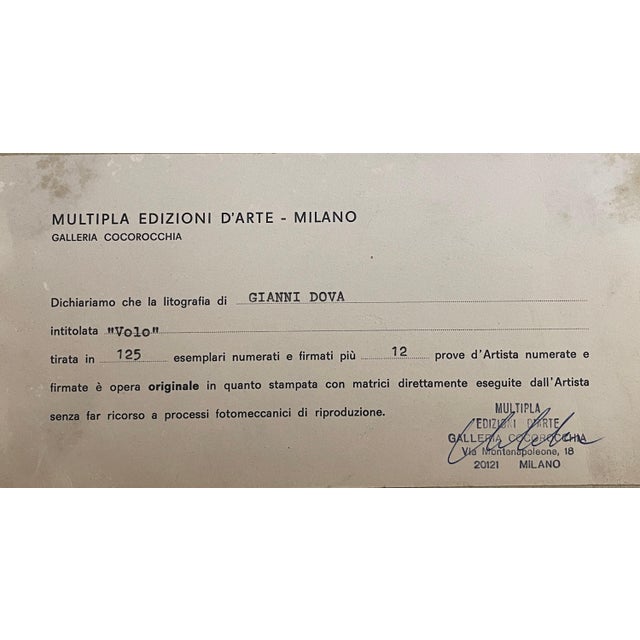 MULTIPLA EDIZIONI D'ARTE - MILANO
GALLERIA COCOROCCHIA
Dichiariamo che la litografia di GIANNI DOVA
intitolata "Volo"
tirata in 125 esemplari numerati e firmati più 12 prove d'Artista numerate e
firmate è opera originale in quanto stampata con matrici direttamente eseguite dall'Artista
senza far ricorso a processi fotomeccanici di riproduzione.
MULTIPLA
EDIZIONI D'ARTE
GALLERIA COCOROCCHIA
Via Montenapoleone, 18
20121 MILANO